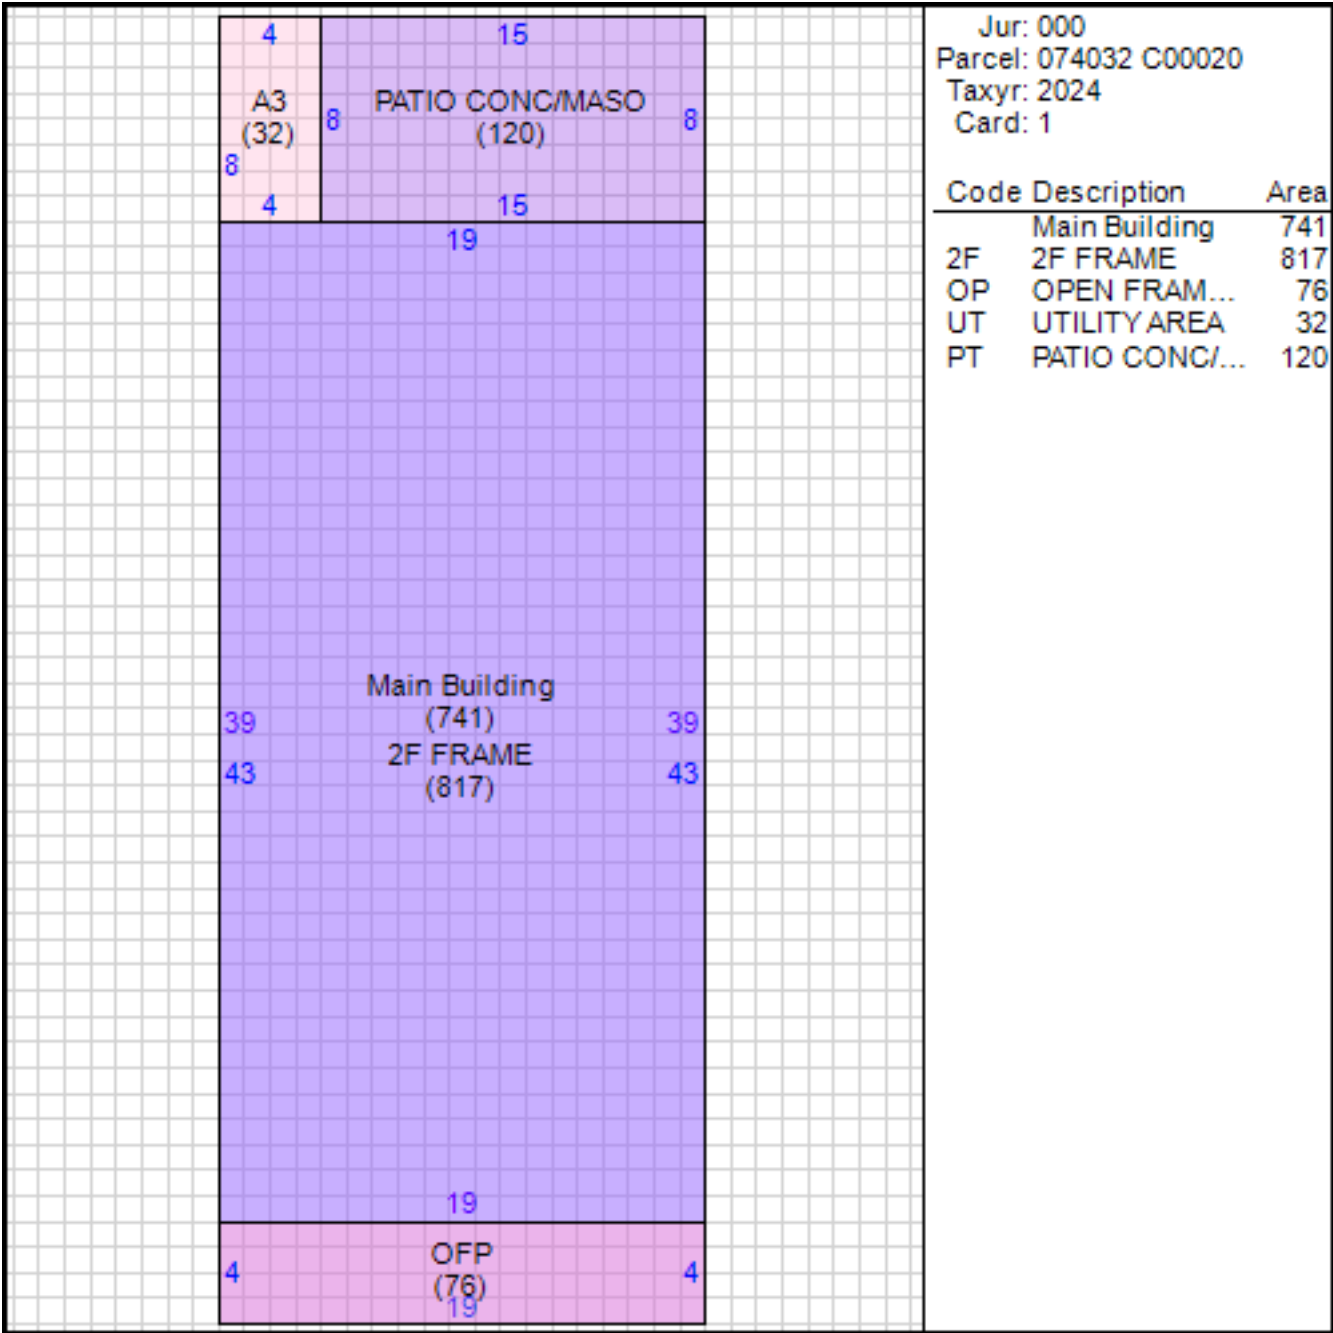 4
15
A3
(32)
PATIO CONC/MASO
(120)
8
8
8
4
15
19
Main Building
(741)
2F FRAME
(817)
39
39
43
43
19
OFP
(76)
4
4
19
Jur: 000
Parcel: 074032 C00020
Taxyr: 2024
Card: 1
Code Description Area
Main Building 741
2F 2F FRAME 817
OP OPEN FRAM... 76
UT UTILITY AREA 32
PT PATIO CONC/... 120